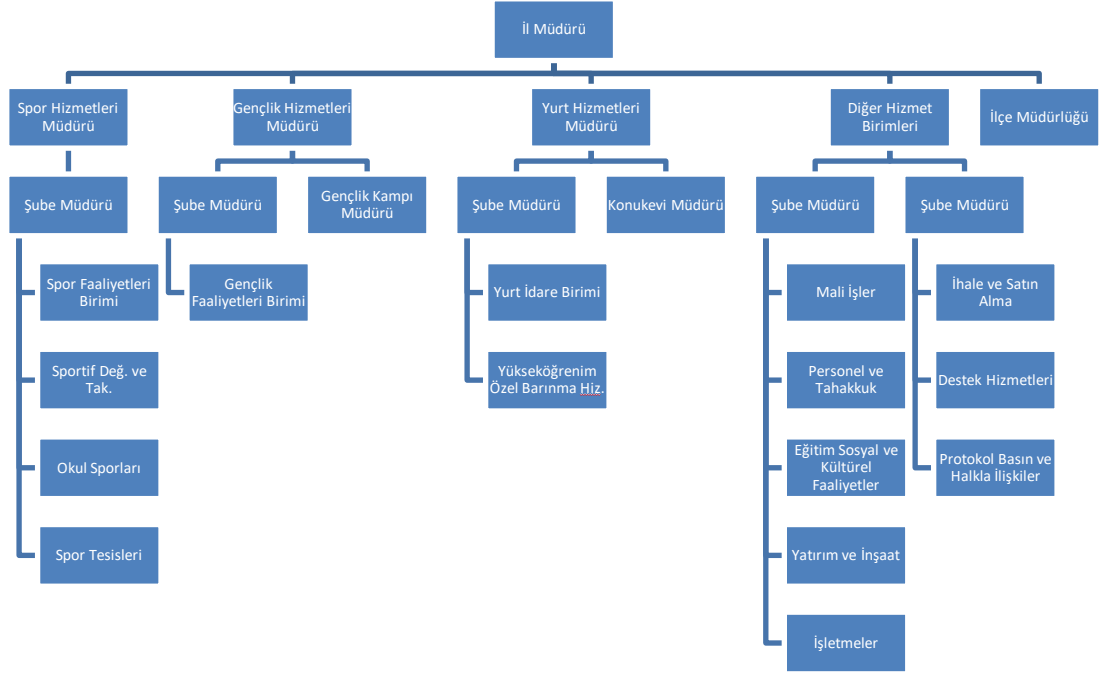 İl Müdürü
Spor Hizmetleri
Müdürü
Gençlik Hizmetleri
Müdürü
Yurt Hizmetleri
Müdürü
Diğer Hizmet
Birimleri
İlçe Müdürlüğü
Şube Müdürü
Şube Müdürü
Gençlik Kampı
Müdürü
Şube Müdürü
Konukevi Müdürü
Şube Müdürü
Şube Müdürü
Spor Faaliyetleri
Birimi
Gençlik
Faaliyetleri Birimi
Yurt İdare Birimi
Mali İşler
İhale ve Satın
Alma
Sportif Değ. ve
Tak.
Yükseköğrenim
Özel Barınma Hiz.
Personel ve
Tahakkuk
Destek Hizmetleri
Okul Sporları
Eğitim Sosyal ve
Kültürel
Faaliyetler
Protokol Basın ve
Halkla İlişkiler
Spor Tesisleri
Yatırım ve İnşaat
İşletmeler